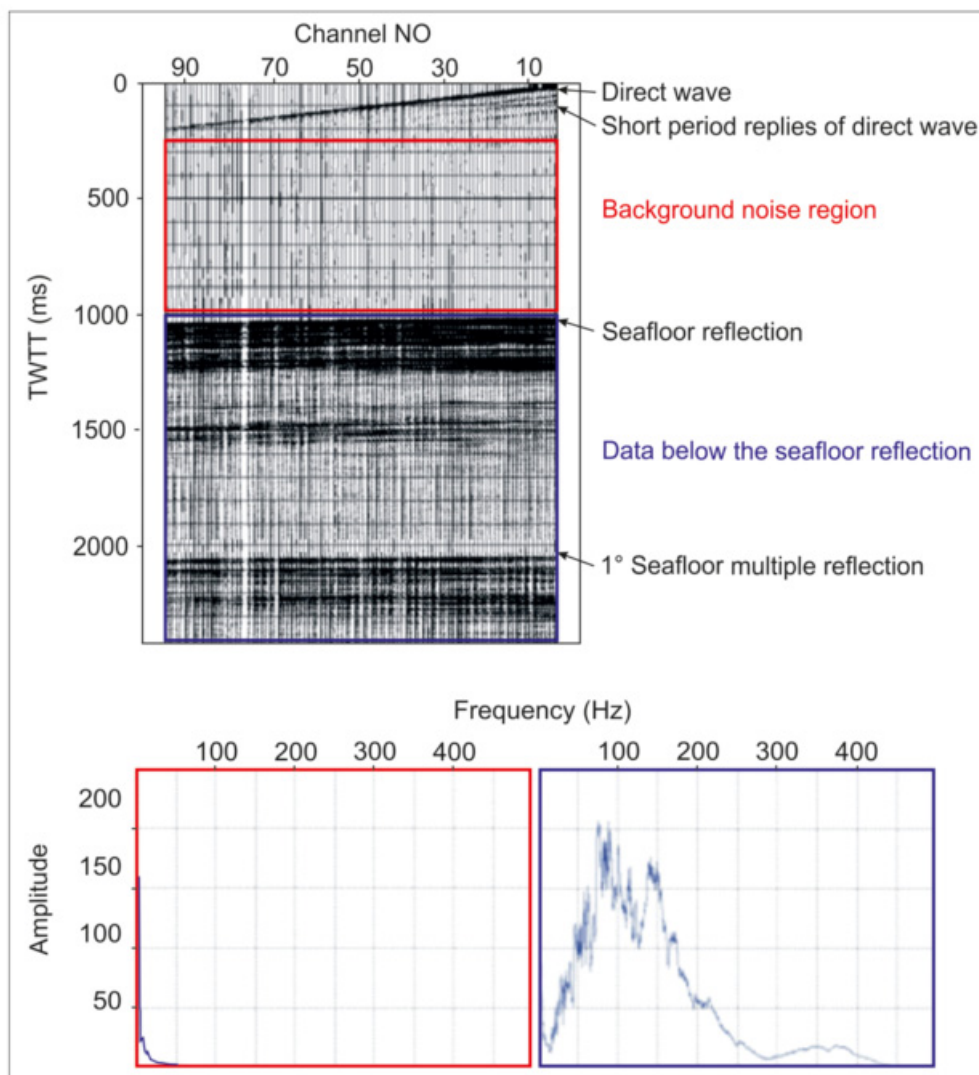 Channel NO
90 70 50 30 10
0
Direct wave
Short period replies of direct wave
500
Background noise region
TWTT (ms)
1000
Seafloor reflection
1500
Data below the seafloor reflection
2000
1° Seafloor multiple reflection
Frequency (Hz)
100 200 300 400 100 200 300 400
200
150
Amplitude
100
50